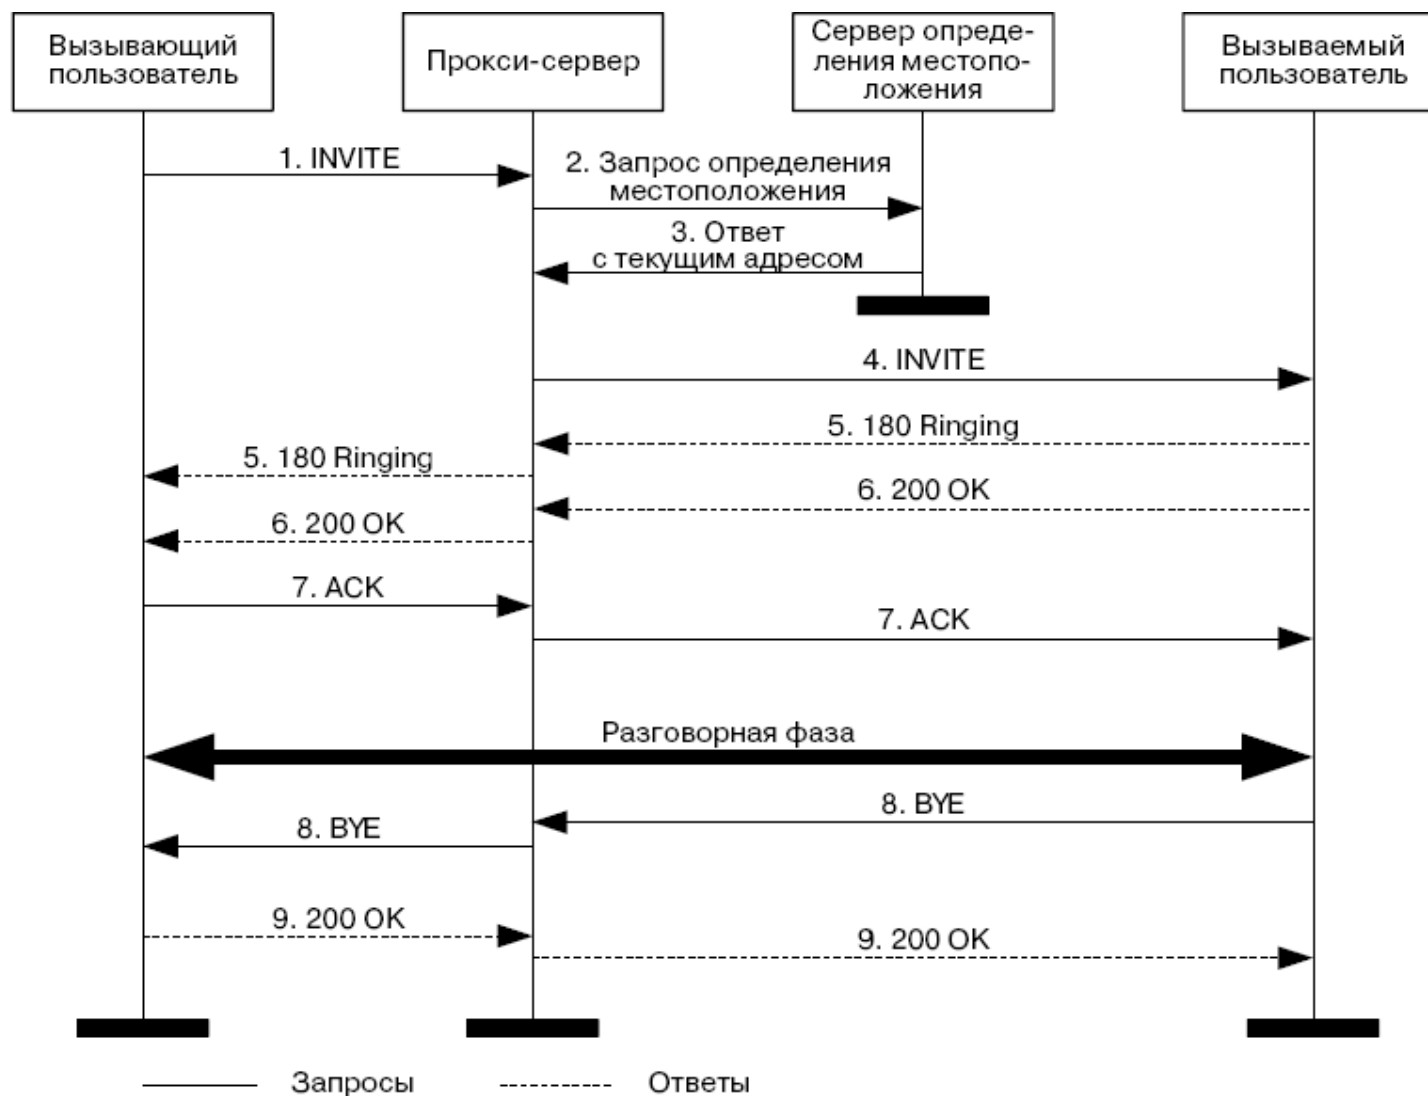 Вызывающий
пользователь
Прокси-сервер
Сервер опреде-
ления местопо-
ложения
Вызываемый
пользователь
1. INVITE
2. Запрос определения
местоположения
3. Ответ
с текущим адресом
4. INVITE
5. 180 Ringing
5. 180 Ringing
6. 200 OK
6. 200 OK
7. ACK
7. ACK
Разговорная фаза
8. BYE
8. BYE
9. 200 OK
9. 200 OK
Запросы
Ответы